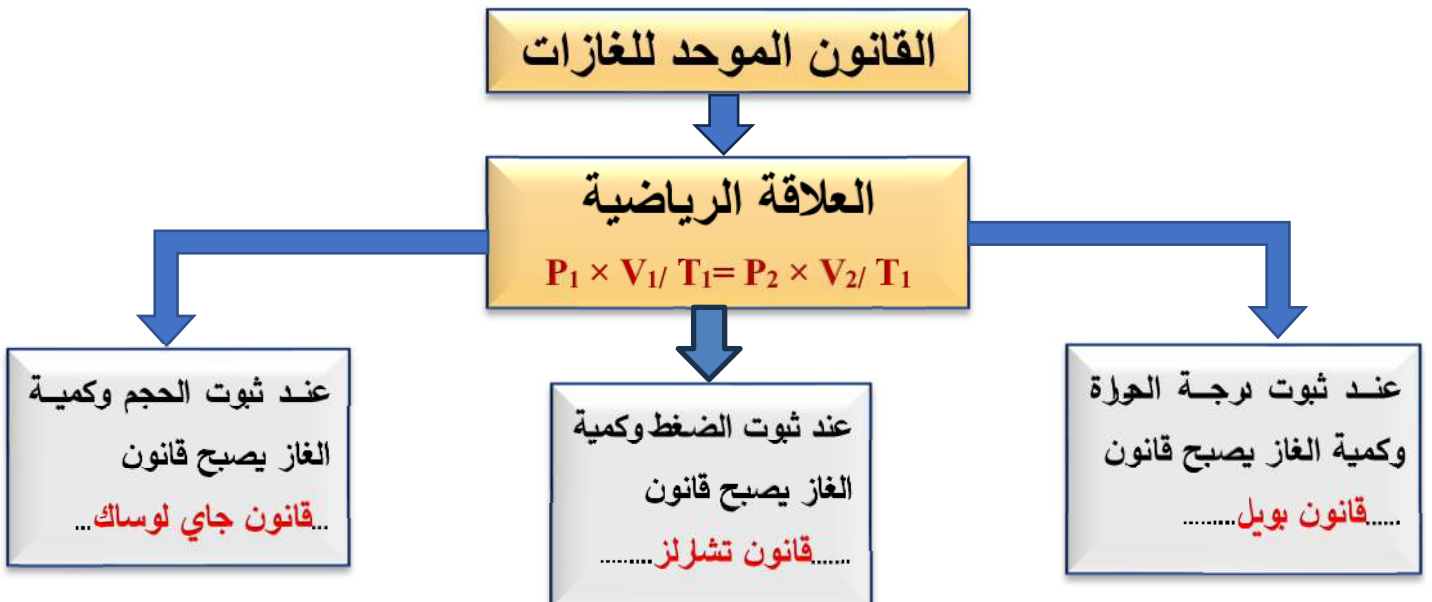 القانون الموحد للغازات
العلاقة الرياضية
P₁ × V₁/ T₁= P₂ × V₂/ T₁
عند ثبوت درجة الحرارة
وكمية الغاز يصبح قانون
......قانون بويل.........
عند ثبوت الضغط وكمية
الغاز يصبح قانون
.......قانون تشارلز.........
عند ثبوت الحجم وكمية
الغاز يصبح قانون
...قانون جاي لوساك...